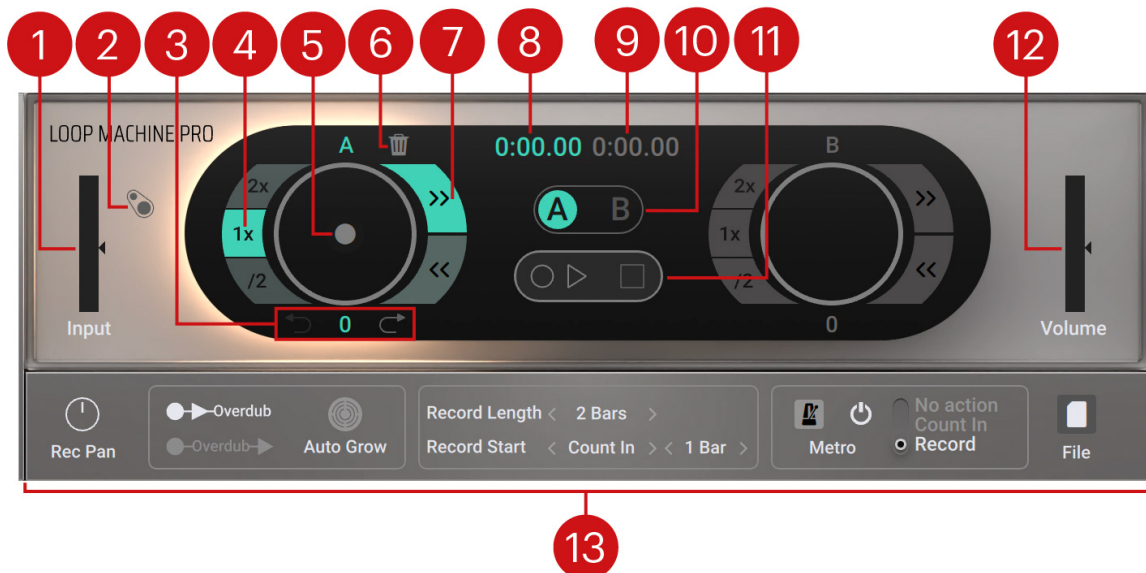 1 2 3 4 5 6 7 8 9 10 11 12
LOOP MACHINE PRO
A 0:00.00 0:00.00 B
2x >> 2x >>
A B
1x 1x
/2 << /2 <<
Input 0 0 Volume
Overdub Record Length < 2 Bars > No action
Count In
Overdub Record Start < Count In > < 1 Bar > Record
Rec Pan Auto Grow Metro File
13